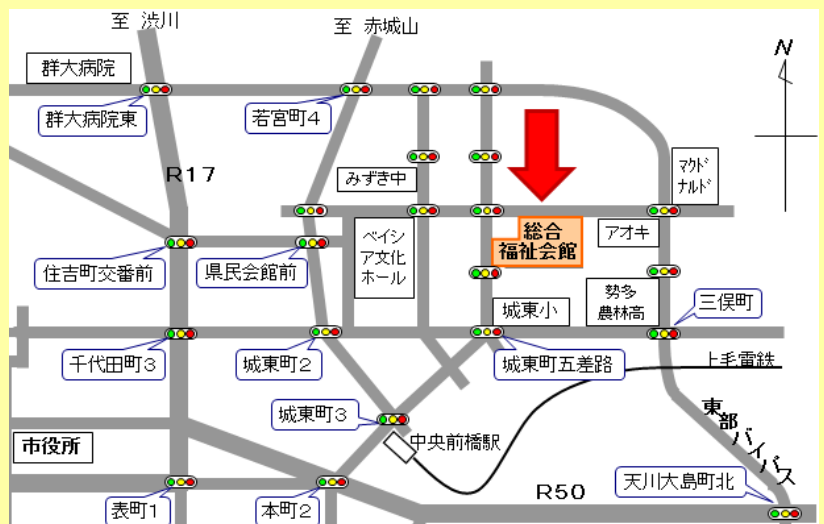 至 渋川
至 赤城山
N
群大病院
群大病院東
若宮町4
マクド
ナルド
みずき中
R17
総合
福祉会館
アオキ
ベイシ
ア文化
ホール
住吉町交番前
県民会館前
勢多
農林高
三俣町
城東小
千代田町3
城東町2
城東町五差路
上毛電鉄
城東町3
中央前橋駅
東部バイパス
市役所
天川大島町北
R50
表町1
本町2